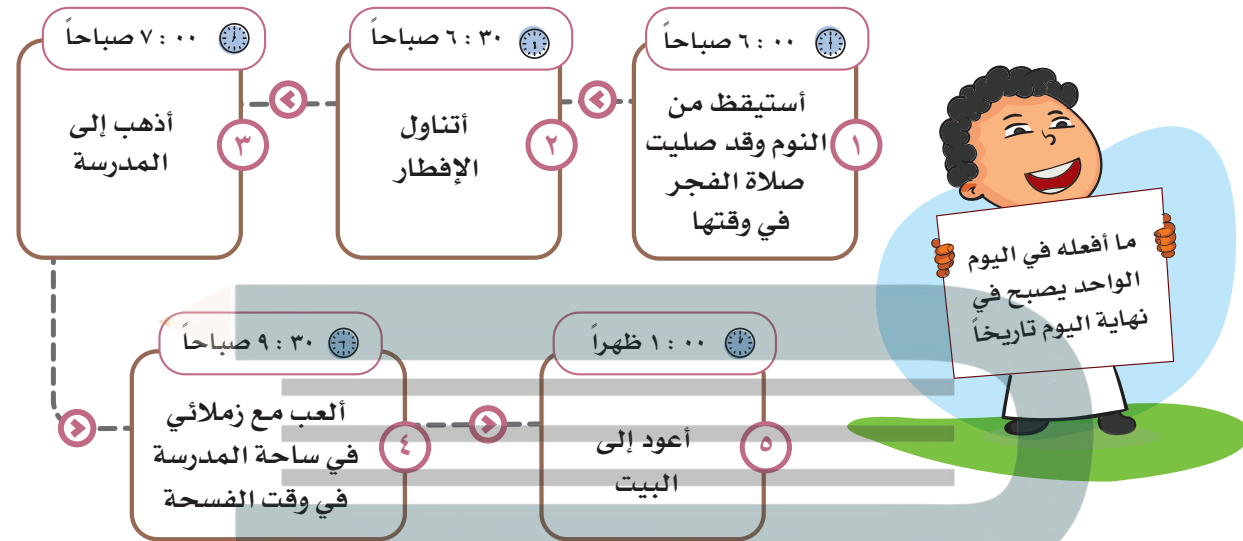 ٦ : ٠٠ صباحاً
أستيقظ من
النوم وقد صليت
صلاة الفجر
في وقتها
١
٦ : ٣٠ صباحاً
أتناول
الإفطار
٢
٧ : ٠٠ صباحاً
أذهب إلى
المدرسة
٣
ما أفعله في اليوم
الواحد يصبح في
نهاية اليوم تاريخاً
٩ : ٣٠ صباحاً
ألعب مع زملائي
في ساحة المدرسة
في وقت الفسحة
٤
١ : ٠٠ ظهراً
أعود إلى
البيت
٥